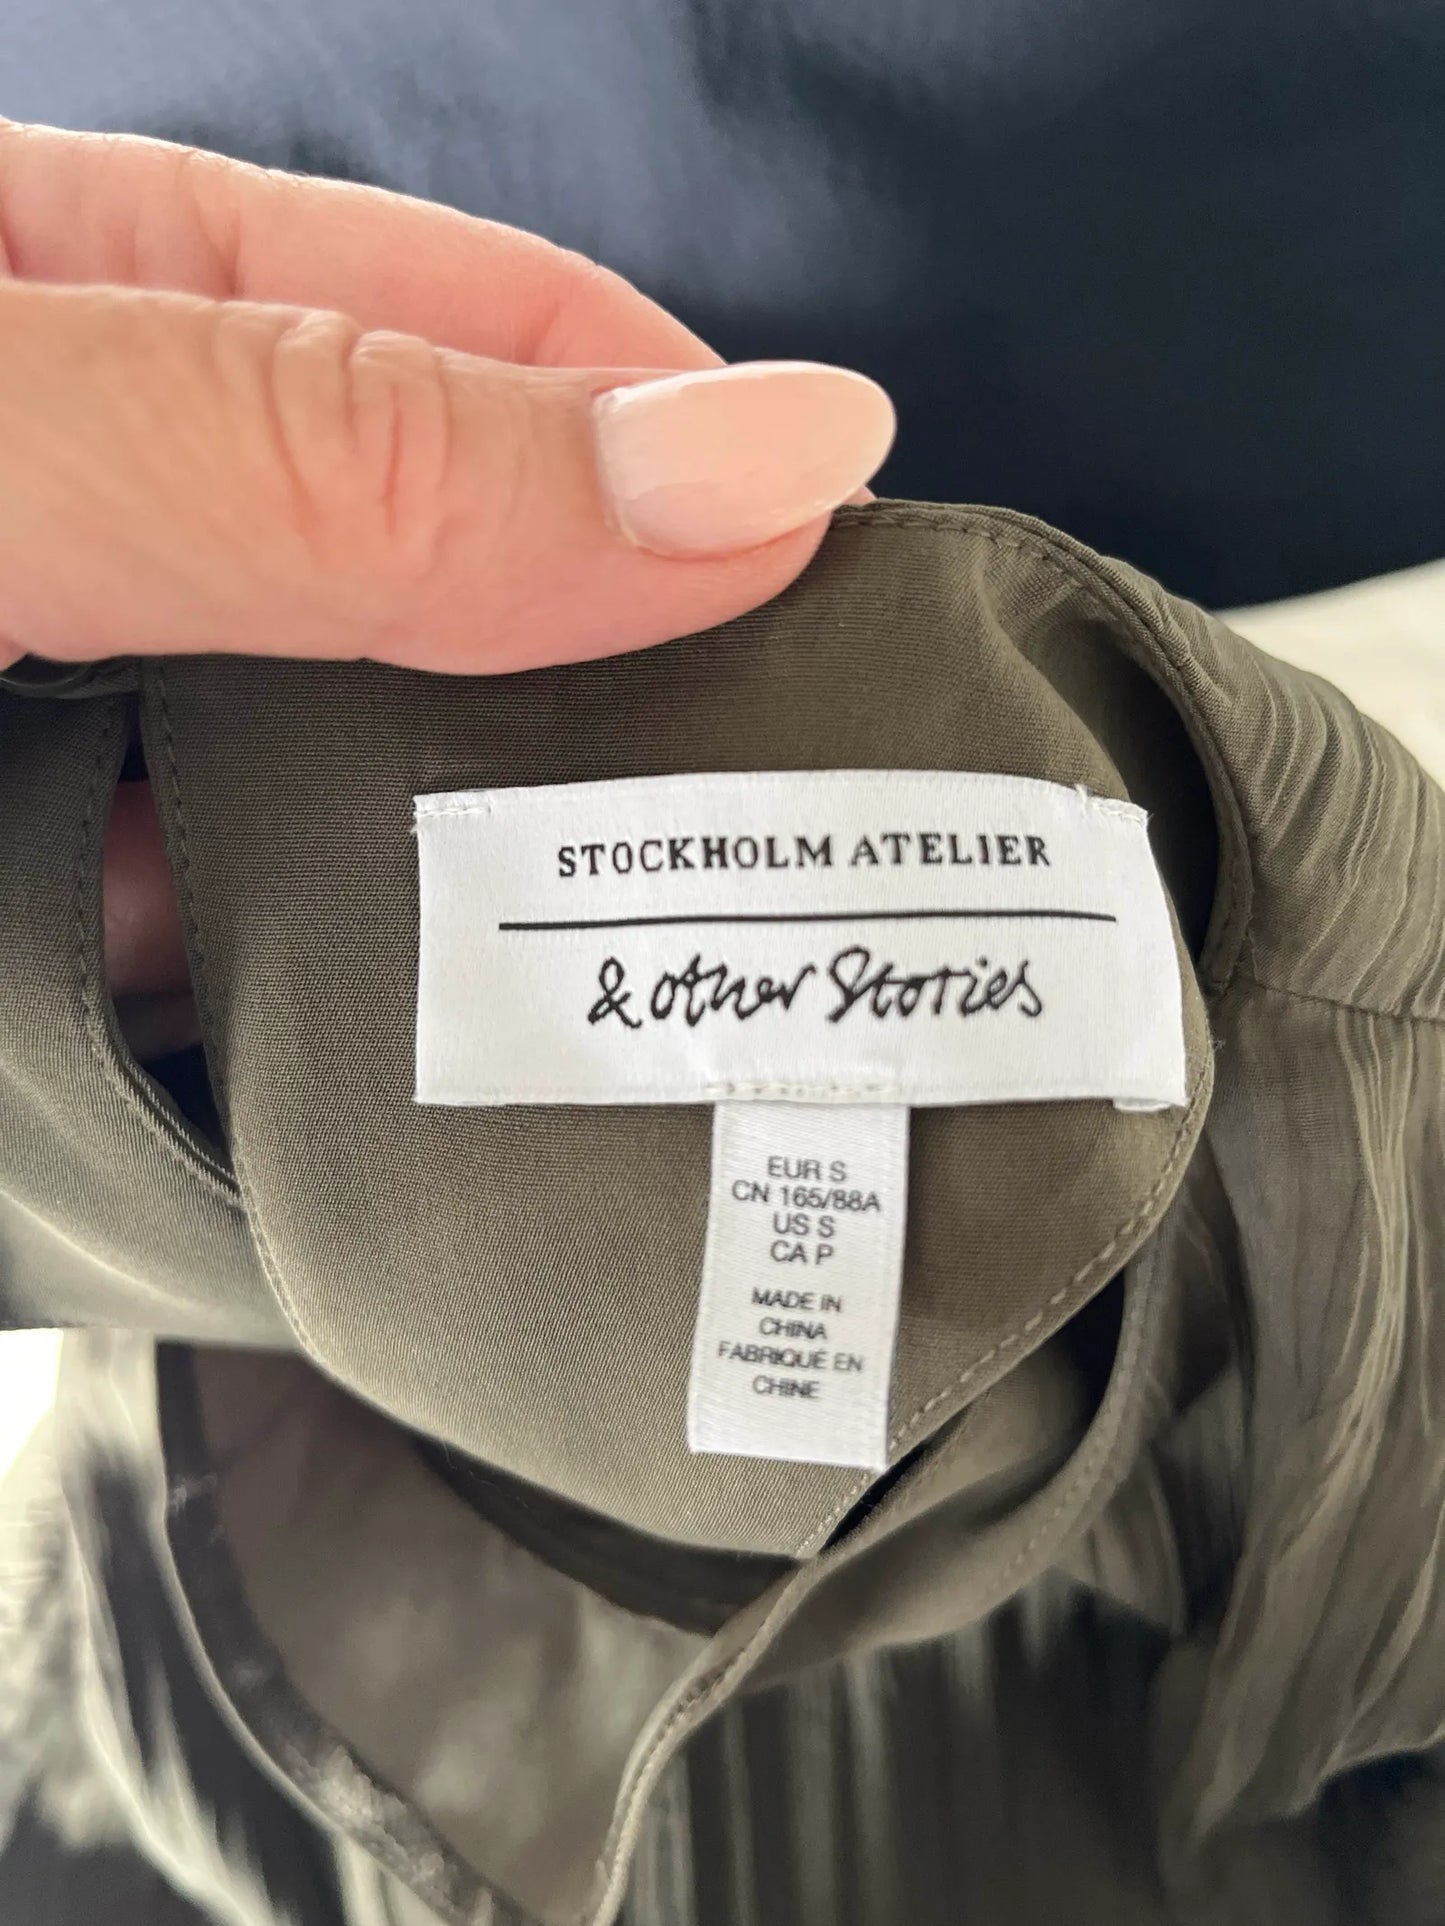 STOCKHOLM ATELIER
& other Stories
EUR S
CN 165/88A
US S
CA P
MADE IN
CHINA
FABRIQUÉ EN
CHINE